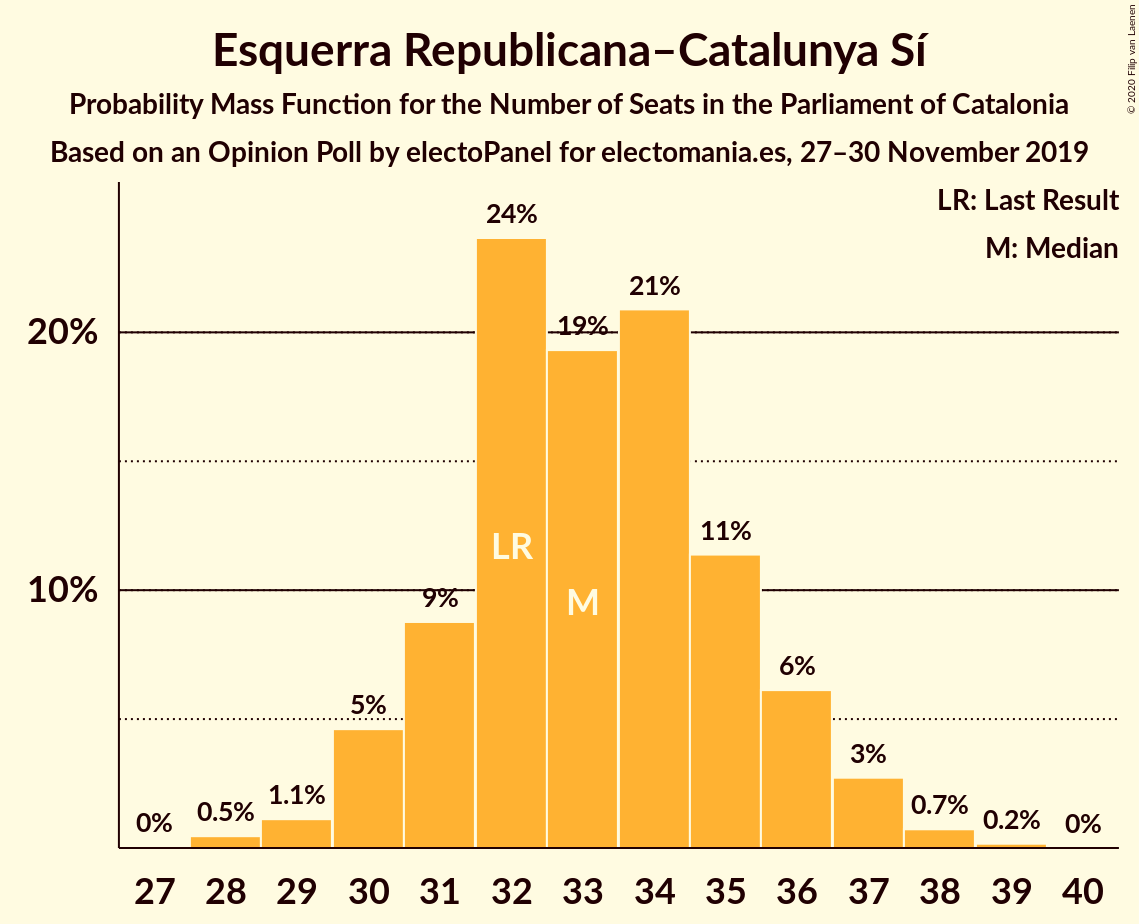 Esquerra Republicana–Catalunya Sí
Probability Mass Function for the Number of Seats in the Parliament of Catalonia
Based on an Opinion Poll by electoPanel for electomania.es, 27–30 November 2019
© 2020 Filip van Laenen
LR: Last Result
M: Median
20%
10%
0%
0.5%
1.1%
5%
9%
24%
19%
21%
11%
6%
3%
0.7%
0.2%
0%
LR
M
27 28 29 30 31 32 33 34 35 36 37 38 39 40